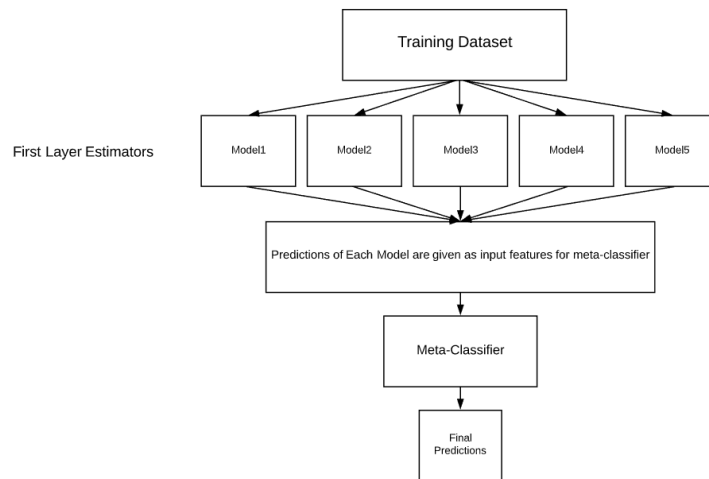 Training Dataset
First Layer Estimators
Model1
Model2
Model3
Model4
Model5
Predictions of Each Model are given as input features for meta-classifier
Meta-Classifier
Final
Predictions